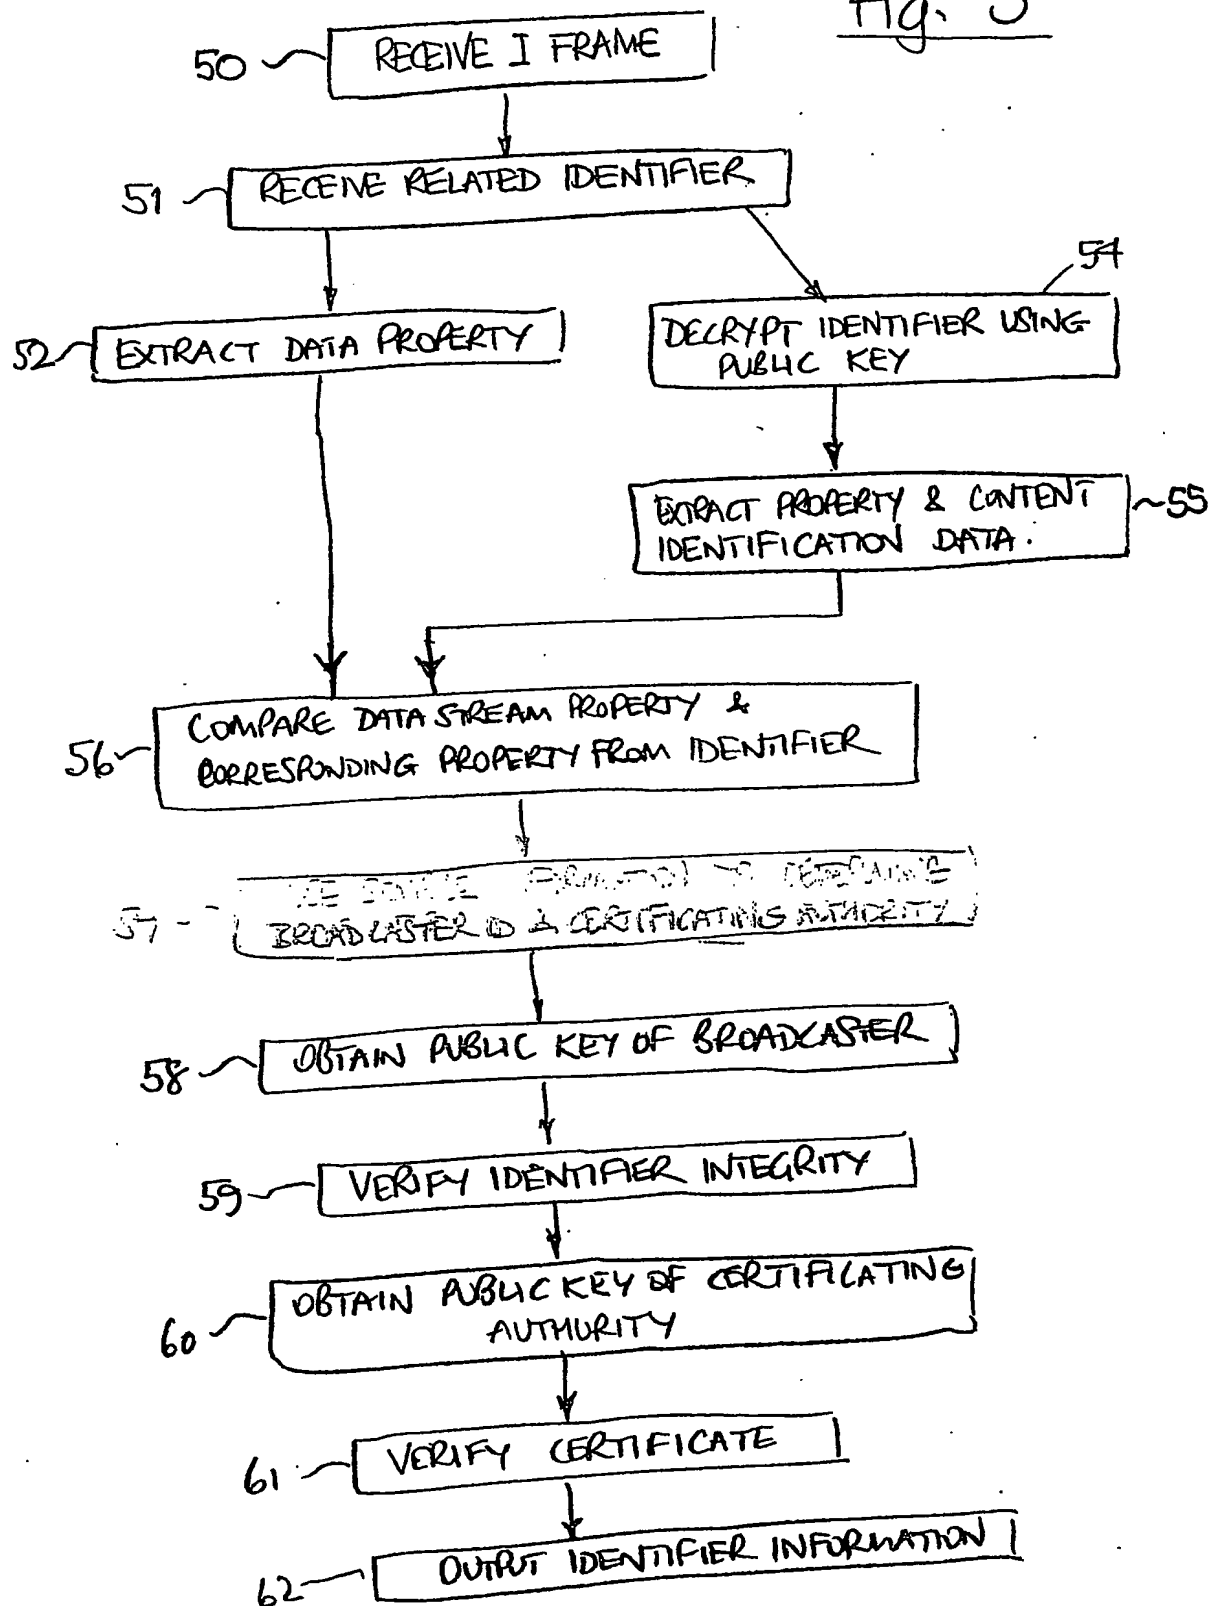 Fig.
50
RECEIVE I FRAME
51
RECEIVE RELATED IDENTIFIER
54
52
EXTRACT DATA PROPERTY
DECRYPT IDENTIFIER USING
PUBLIC KEY
EXTRACT PROPERTY & CONTENT
IDENTIFICATION DATA.
55
56
COMPARE DATA STREAM PROPERTY &
CORRESPONDING PROPERTY FROM IDENTIFIER
57
TO DETERMINE
BROADCASTER ID & CERTIFICATING AUTHORITY
58
OBTAIN PUBLIC KEY OF BROADCASTER
59
VERIFY IDENTIFIER INTEGRITY
60
OBTAIN PUBLIC KEY OF CERTIFICATING
AUTHORITY
61
VERIFY CERTIFICATE
62
OUTPUT IDENTIFIER INFORMATION